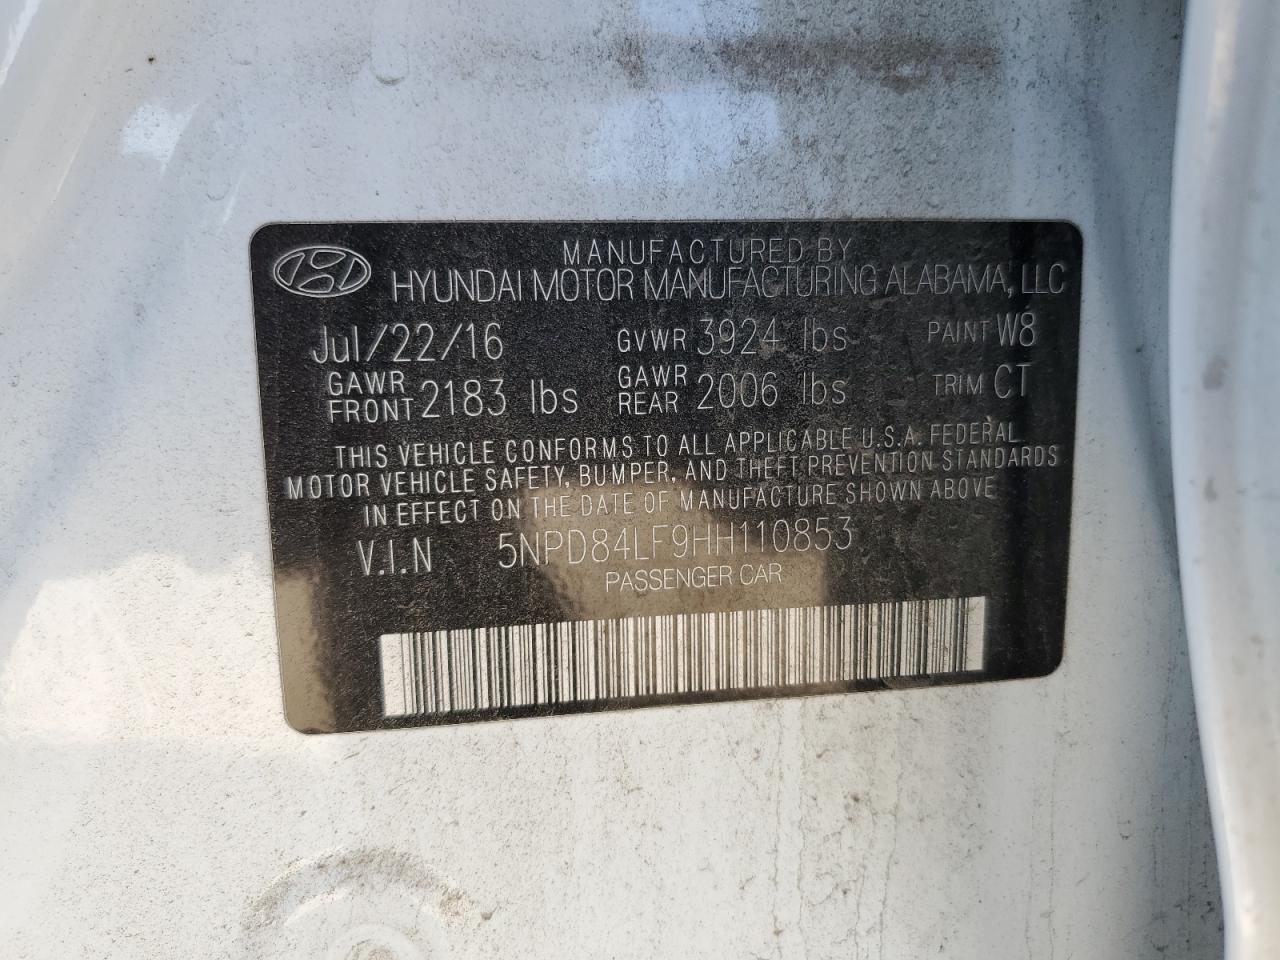 MANUFACTURED BY
HYUNDAI MOTOR MANUFACTURING ALABAMA, LLC
Jul/22/16 GVWR 3924 lbs PAINT W8
GAWR FRONT 2183 lbs GAWR REAR 2006 lbs TRIM CT
THIS VEHICLE CONFORMS TO ALL APPLICABLE U.S.A. FEDERAL
MOTOR VEHICLE SAFETY, BUMPER, AND THEFT PREVENTION STANDARDS
IN EFFECT ON THE DATE OF MANUFACTURE SHOWN ABOVE
V.I.N 5NPD84LF9HH110853
PASSENGER CAR